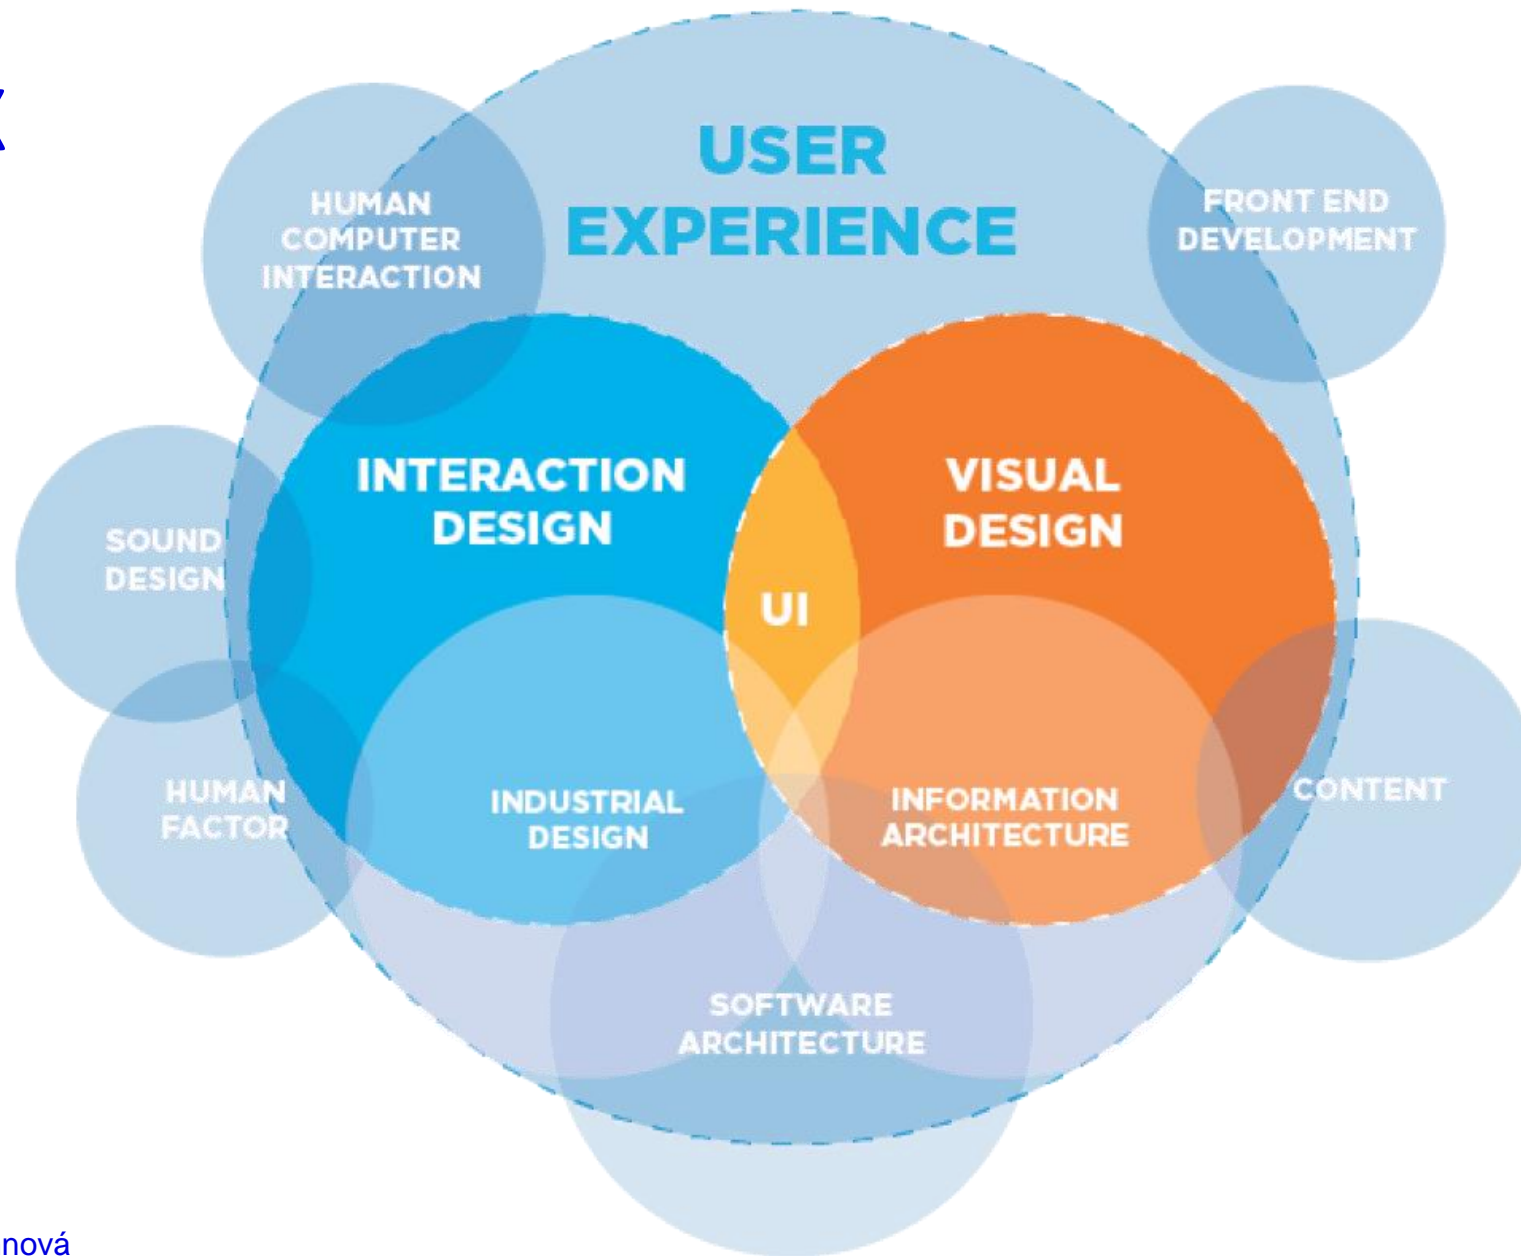 USER
EXPERIENCE
HUMAN
COMPUTER
INTERACTION
FRONT END
DEVELOPMENT
INTERACTION
DESIGN
VISUAL
DESIGN
SOUND
DESIGN
UI
HUMAN
FACTOR
INDUSTRIAL
DESIGN
INFORMATION
ARCHITECTURE
CONTENT
SOFTWARE
ARCHITECTURE
nová